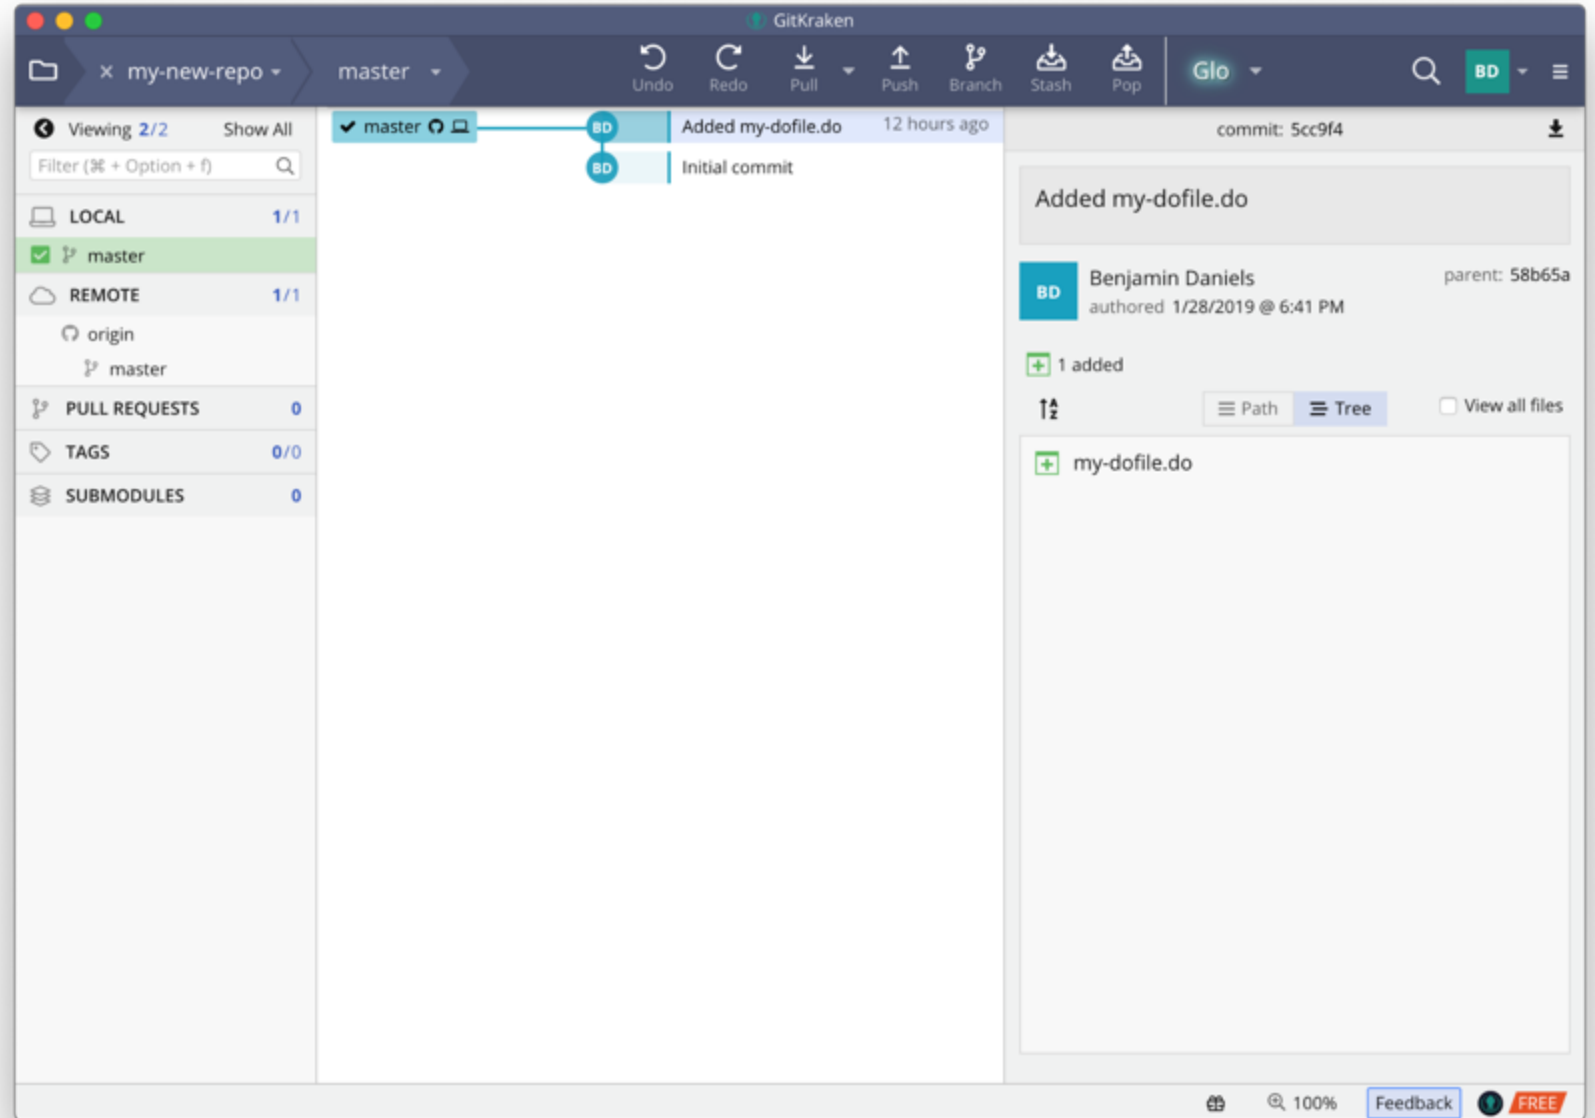 GitKraken
my-new-repo
master
Undo
Redo
Pull
Push
Branch
Stash
Pop
Glo
BD
Viewing 2/2
Show All
Filter (⌘ + Option + f)
LOCAL 1/1
master
REMOTE 1/1
origin
master
PULL REQUESTS 0
TAGS 0/0
SUBMODULES 0
master
BD
Added my-dofile.do
12 hours ago
BD
Initial commit
commit: 5cc9f4
Added my-dofile.do
BD
Benjamin Daniels
authored 1/28/2019 @ 6:41 PM
parent: 58b65a
1 added
A
Z
Path
Tree
View all files
my-dofile.do
100%
Feedback
FREE